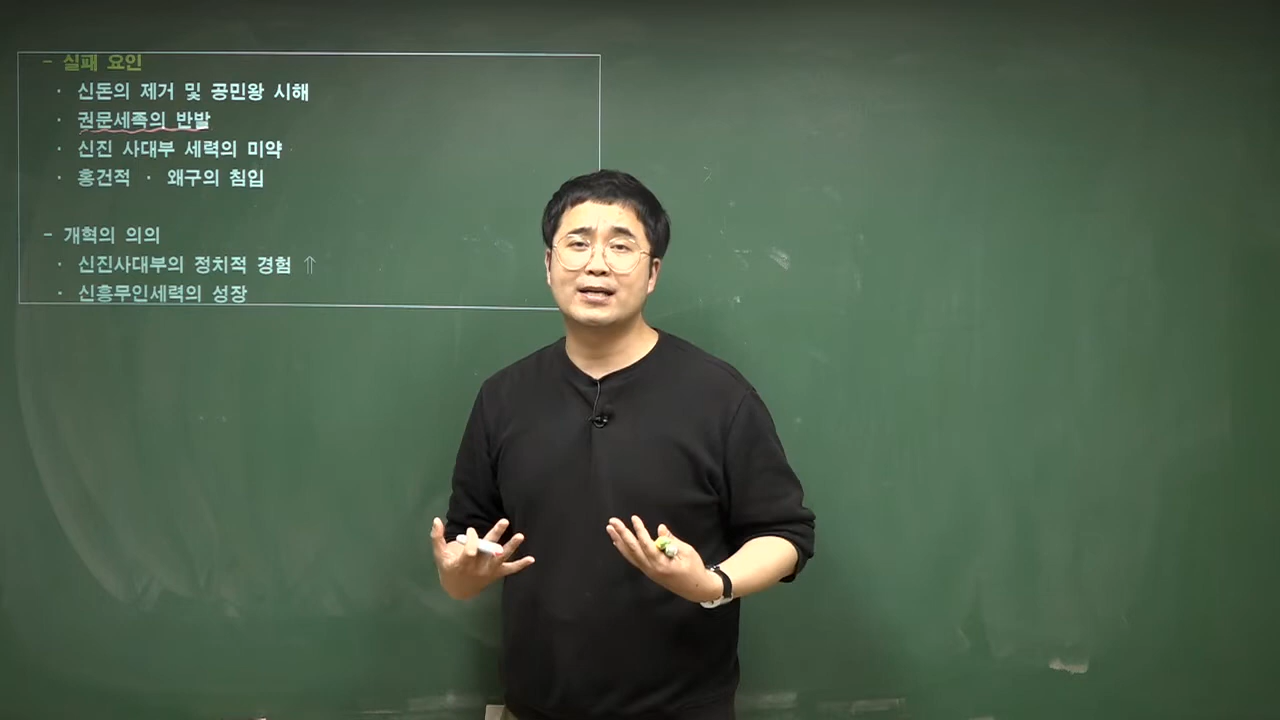 - 실패 요인
· 신돈의 제거 및 공민왕 시해
· 권문세족의 반발
· 신진 사대부 세력의 미약
· 홍건적 · 왜구의 침입
- 개혁의 의의
· 신진사대부의 정치적 경험 ⇑
· 신흥무인세력의 성장